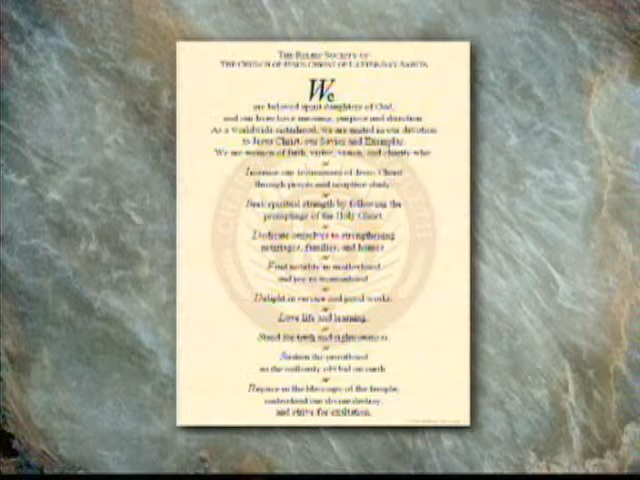 The Relief Society of
The Church of Jesus Christ of Latter-day Saints
We
are beloved spirit daughters of God,
and our lives have meaning, purpose and direction
As a worldwide sisterhood, we are united in our devotion
to Jesus Christ, our Savior and Exemplar.
We are women of faith, virtue, vision, and charity who
Increase our testimonies of Jesus Christ
through prayer and scripture study.
Seek spiritual strength by following the
promptings of the Holy Ghost.
Dedicate ourselves to strengthening
marriages, families, and homes
Find nobility in motherhood
and joy in womanhood
Delight in service and good works.
Love life and learning.
Stand for truth and righteousness.
Sustain the priesthood
as the authority of God on earth
Rejoice in the blessings of the temple,
understand our divine destiny,
and strive for exaltation.